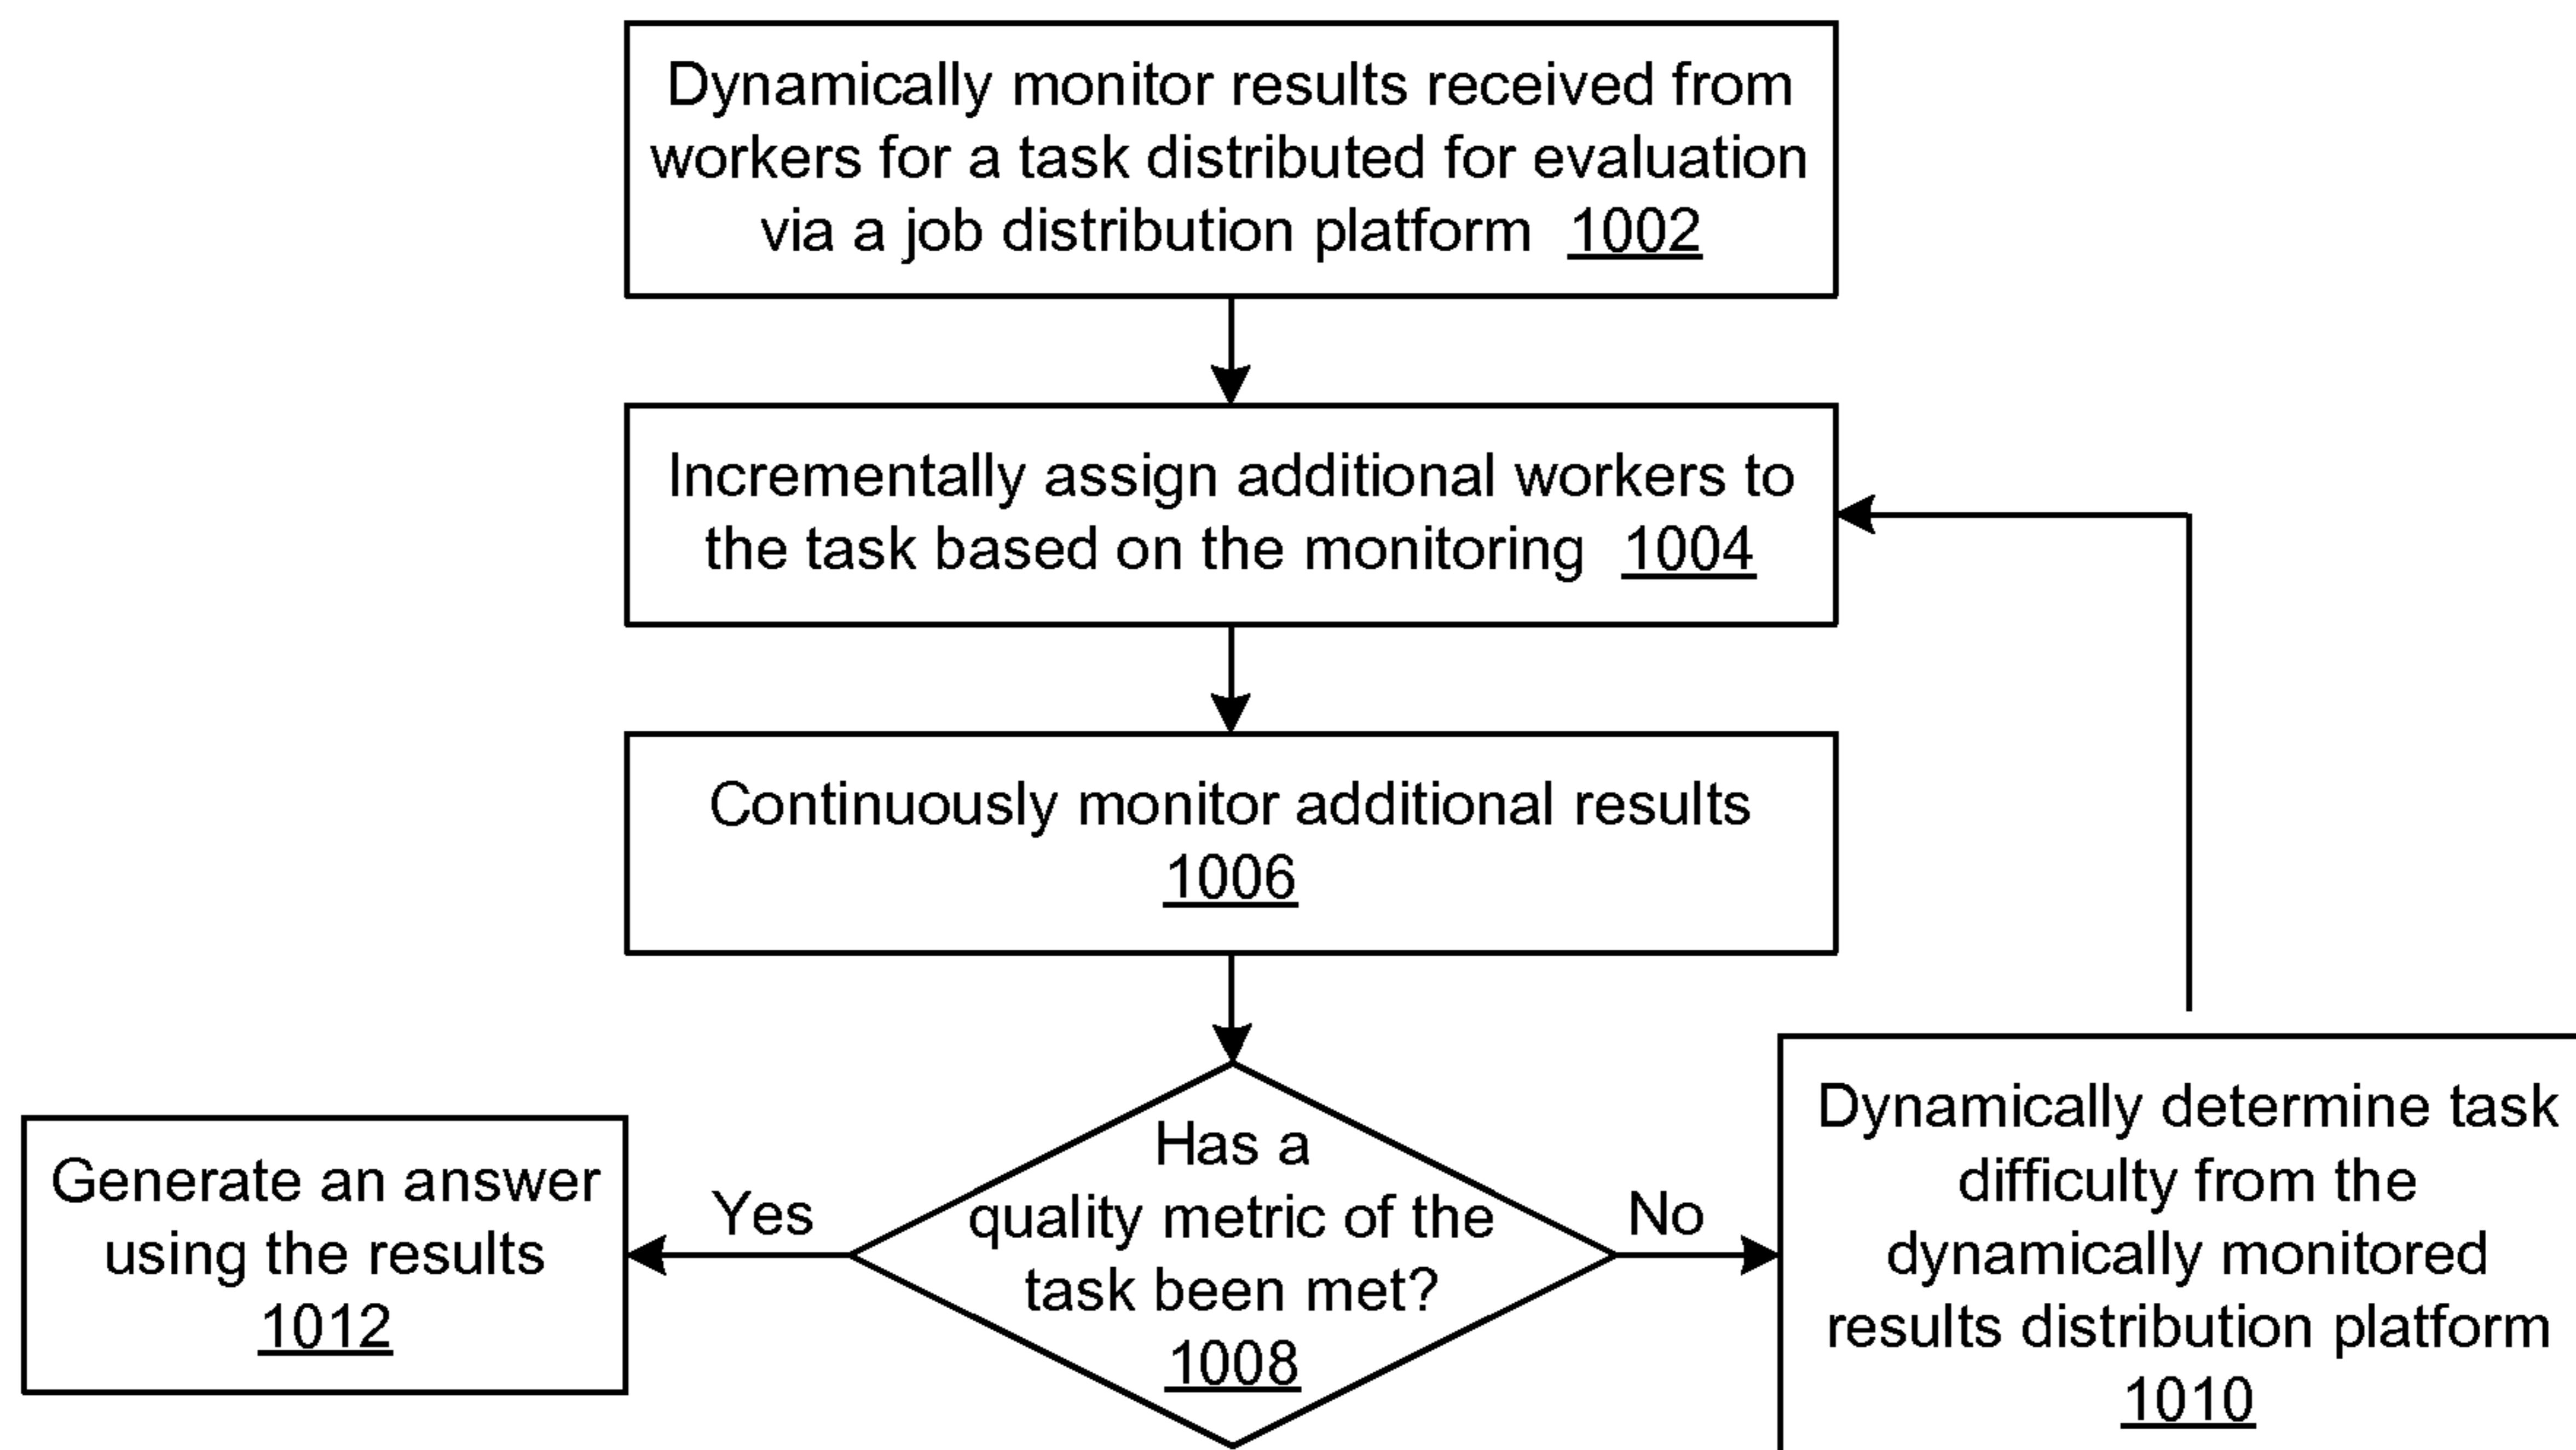 Dynamically monitor results received from
workers for a task distributed for evaluation
via a job distribution platform 1002
Incrementally assign additional workers to
the task based on the monitoring 1004
Continuously monitor additional results
1006
Has a
quality metric of the
task been met?
1008
Yes
No
Generate an answer
using the results
1012
Dynamically determine task
difficulty from the
dynamically monitored
results distribution platform
1010